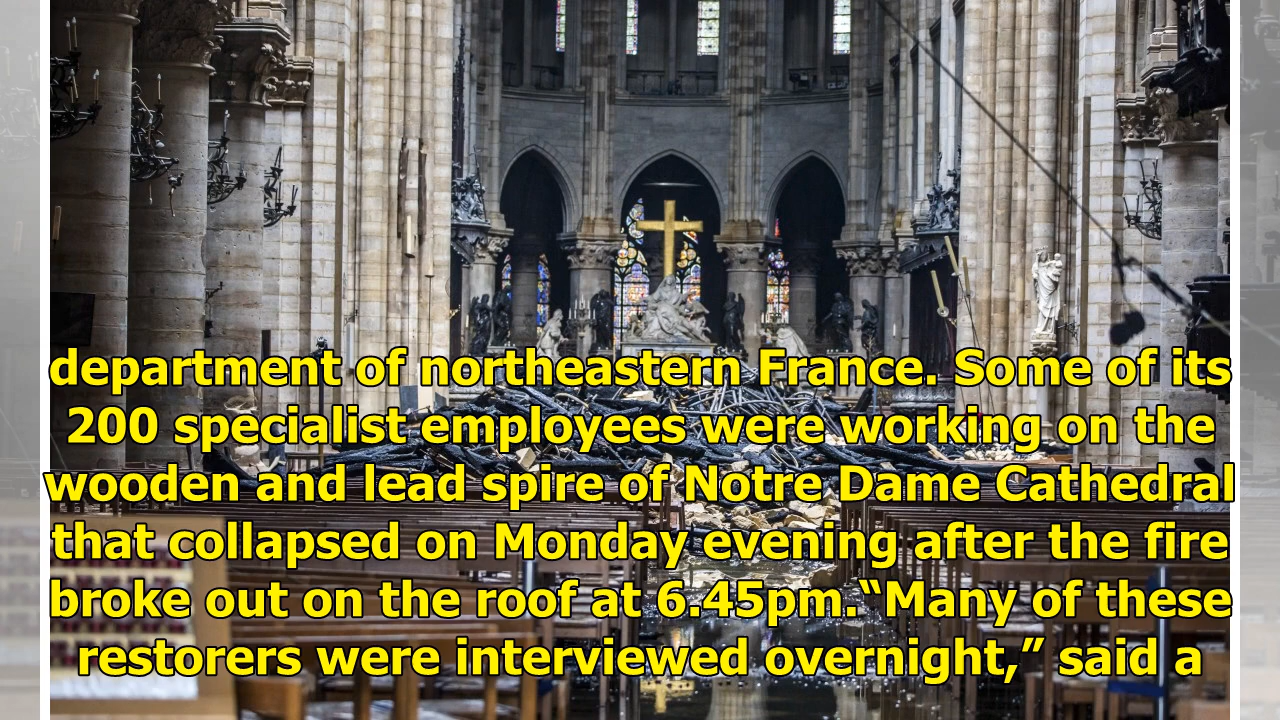 department of northeastern France. Some of its
200 specialist employees were working on the
wooden and lead spire of Notre Dame Cathedral
that collapsed on Monday evening after the fire
broke out on the roof at 6.45pm.“Many of these
restorers were interviewed overnight,” said a